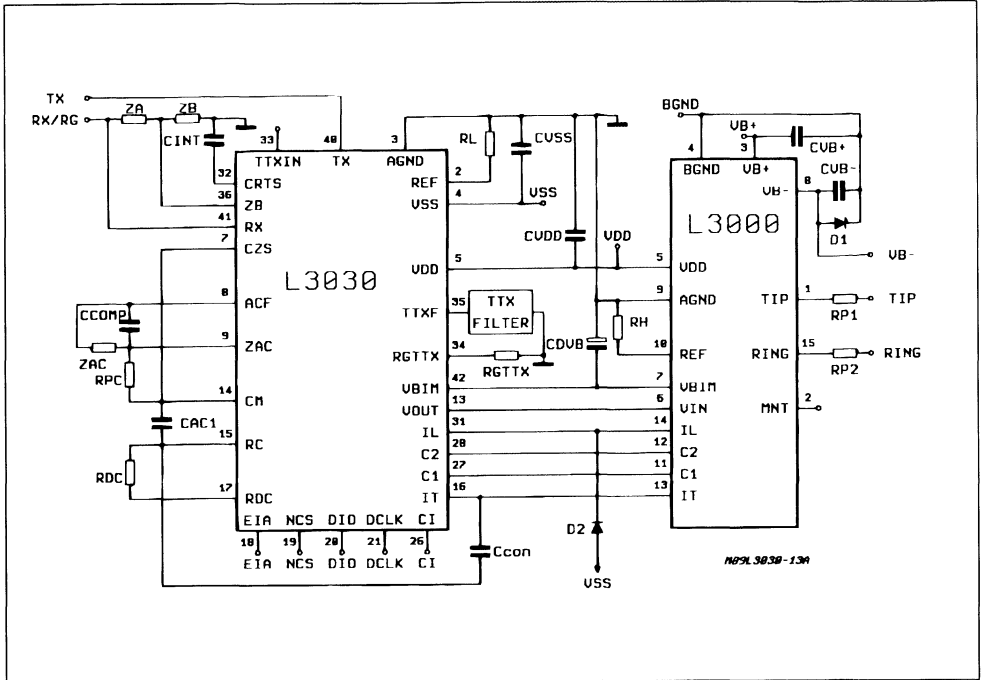 TX
RX/RG
ZA ZB
CINT
33 40 3
TTXIN TX AGND
32 CRTS
36 ZB
41 RX
7 CZS
8 ACF
9 ZAC
14 CM
15 RC
17 RDC
L3030
CCOMP
ZAC
RPC
CAC1
RDC
EIA NCS DIO DCLK CI
18 19 20 21 26
EIA NCS DIO DCLK CI
REF 2
VSS 4
VDD 5
TTXF 35
RGTTX 34
VBIM 42
VOUT 13
IL 31
C2 28
C1 27
IT 16
RL
CVSS
VSS
CVDD
VDD
TTX
FILTER
RGTTX
CDVB
RH
D2
VSS
Ccon
BGND
VB+
CVB+
CVB-
4 3
BGND VB+
VB- 8
L3000
D1
VB-
5 VDD
9 AGND
10 REF
7 VBIM
6 VIN
14 IL
12 C2
11 C1
13 IT
TIP 1
RP1
TIP
RING 15
RP2
RING
MNT 2
M89L3030-13A